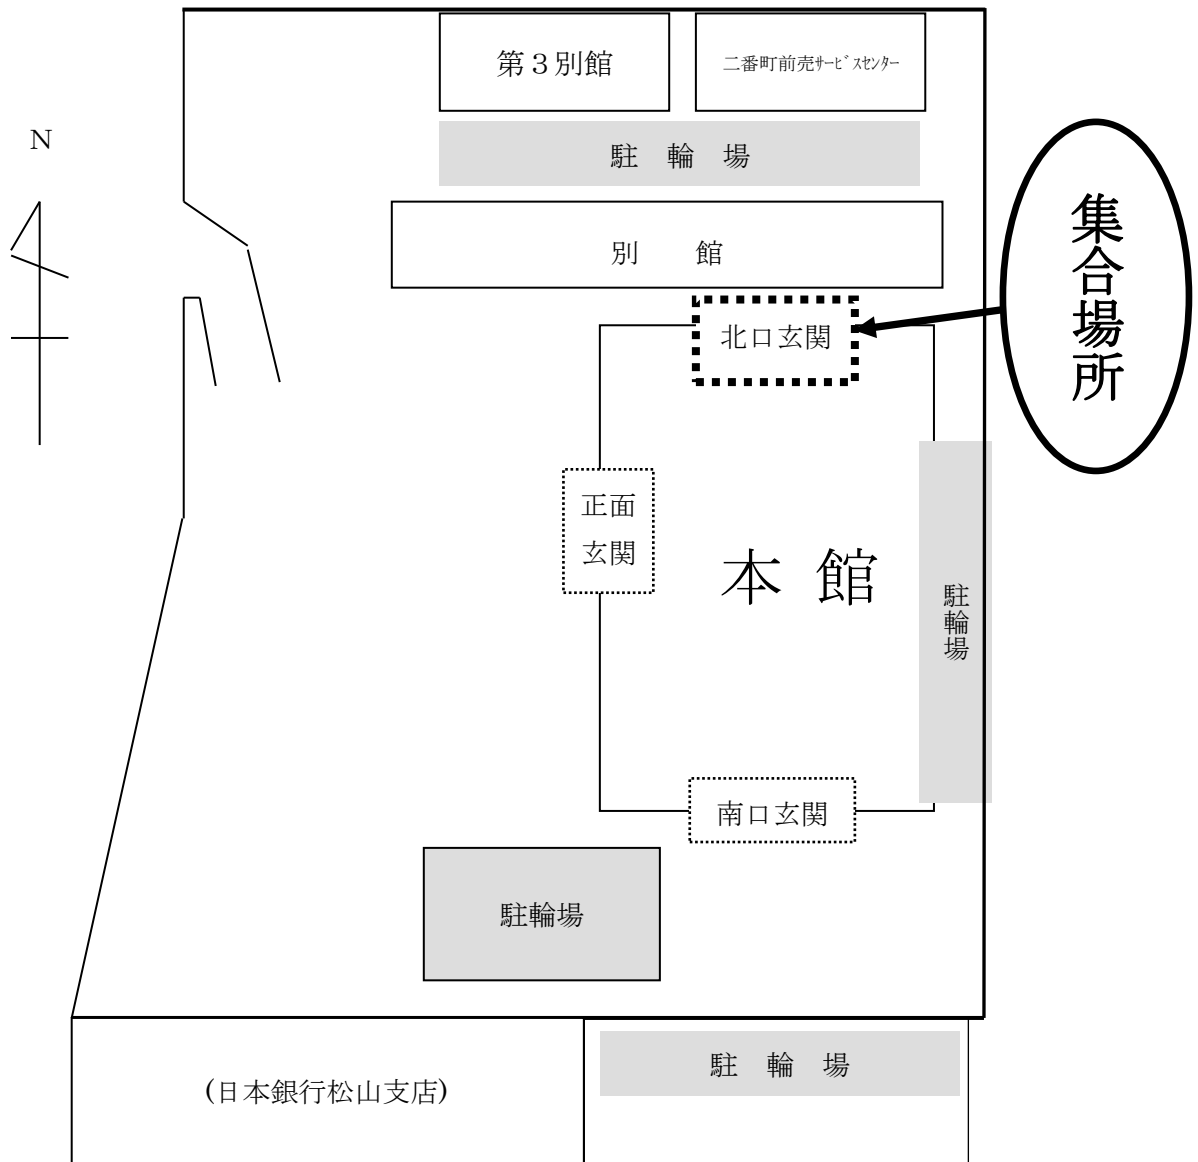 第３別館
二番町前売ｻｰﾋﾞｽｾﾝﾀｰ
N
駐　輪　場
別　　館
集合場所
北口玄関
正面
玄関
本 館
駐輪場
南口玄関
駐輪場
駐　輪　場
(日本銀行松山支店)